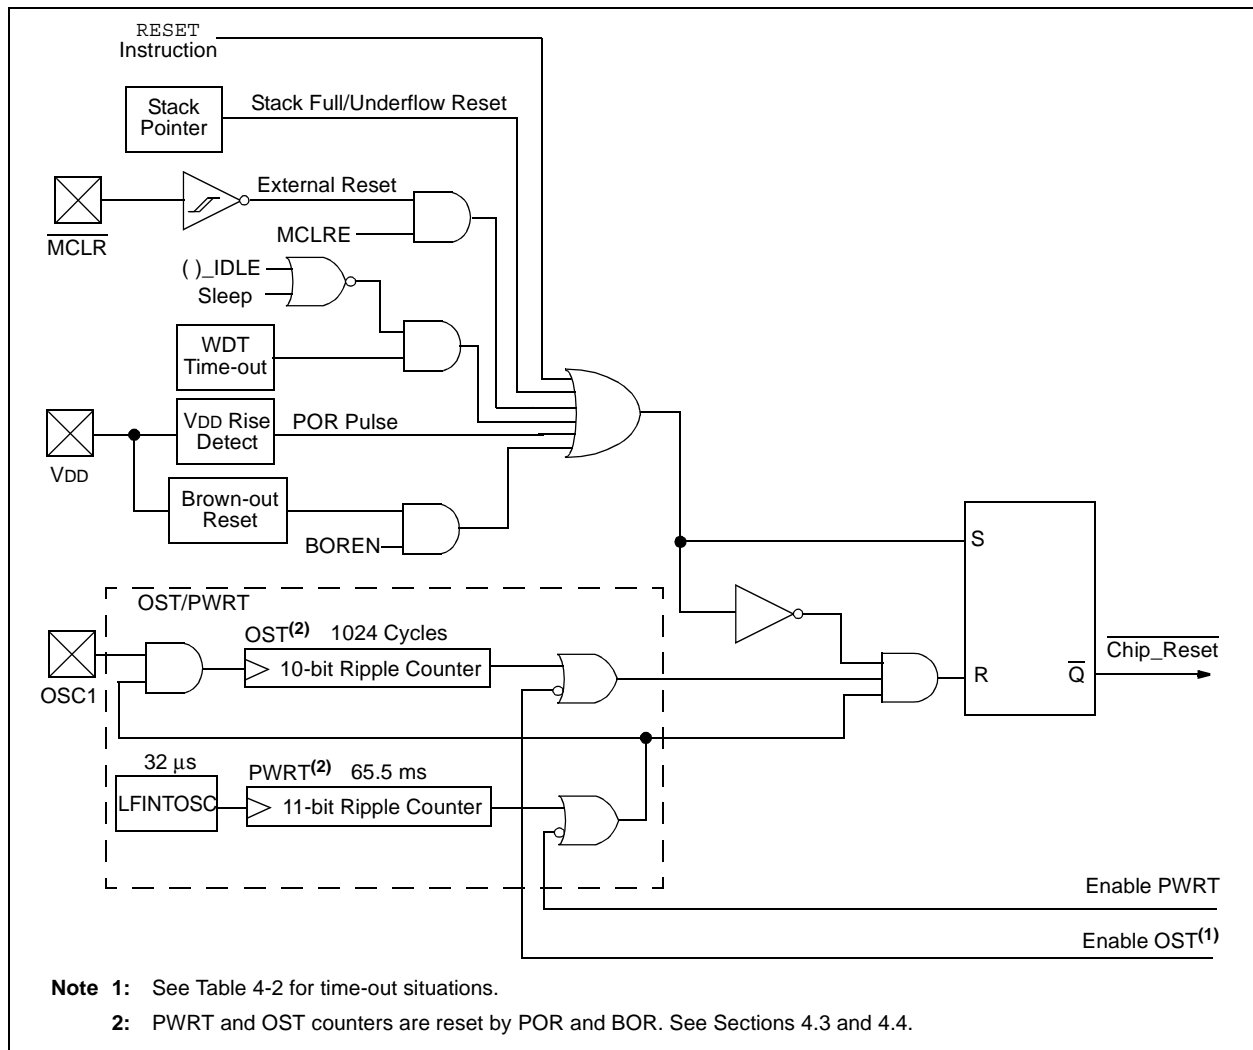 RESET
Instruction
Stack
Pointer
Stack Full/Underflow Reset
External Reset
MCLR
MCLRE
( )_IDLE
Sleep
WDT
Time-out
VDD Rise
Detect
POR Pulse
VDD
Brown-out
Reset
BOREN
S
OST/PWRT
OST(2) 1024 Cycles
10-bit Ripple Counter
OSC1
R
Q
Chip_Reset
32 μs
LFINTOSC
PWRT(2) 65.5 ms
11-bit Ripple Counter
Enable PWRT
Enable OST(1)
Note 1: See Table 4-2 for time-out situations.
2: PWRT and OST counters are reset by POR and BOR. See Sections 4.3 and 4.4.